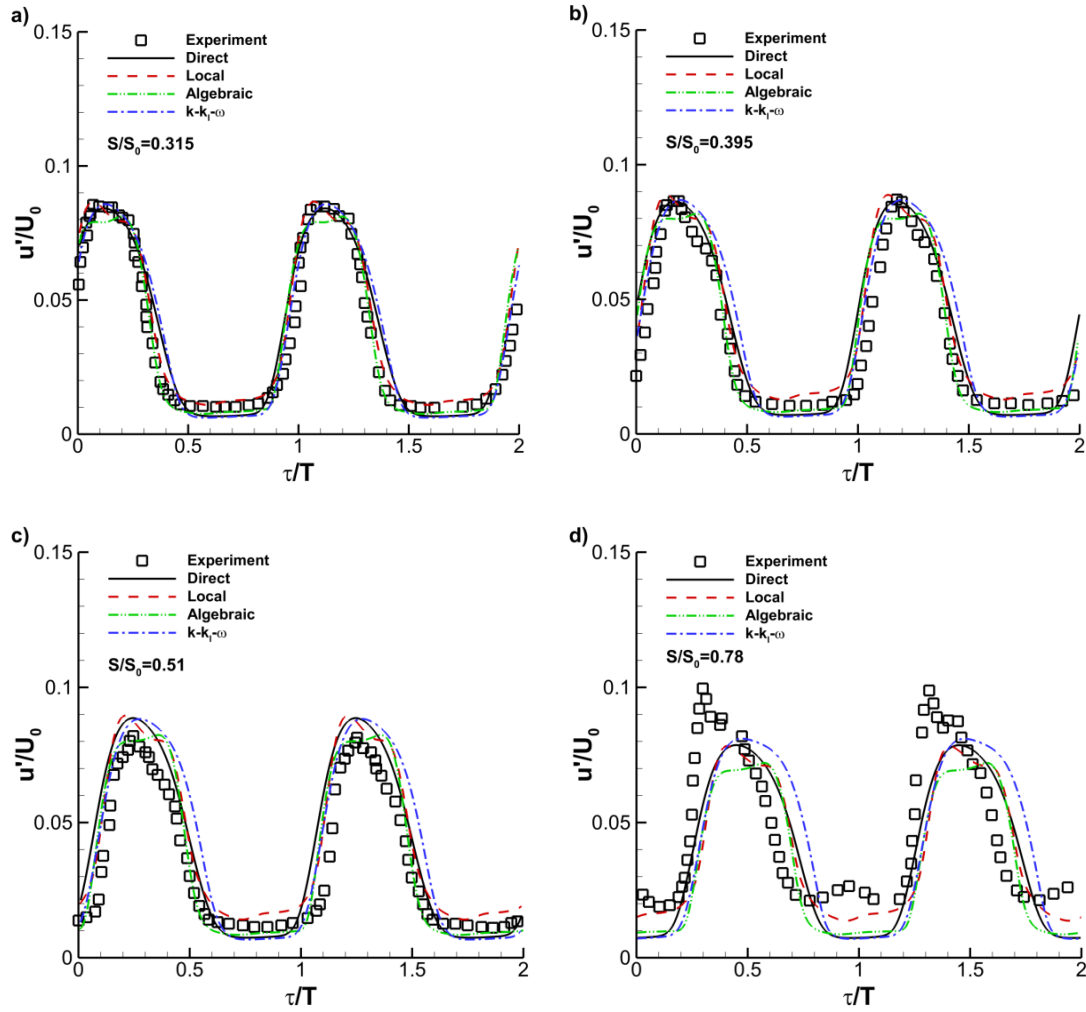 a)
0.15
Experiment
Direct
Local
Algebraic
k-k_l-ω
S/S_0=0.315
0.1
u'/U_0
0.05
0
0 0.5 1 1.5 2
τ/T
b)
0.15
Experiment
Direct
Local
Algebraic
k-k_l-ω
S/S_0=0.395
0.1
u'/U_0
0.05
0
0 0.5 1 1.5 2
τ/T
c)
0.15
Experiment
Direct
Local
Algebraic
k-k_l-ω
S/S_0=0.51
0.1
u'/U_0
0.05
0
0 0.5 1 1.5 2
τ/T
d)
0.15
Experiment
Direct
Local
Algebraic
k-k_l-ω
S/S_0=0.78
0.1
u'/U_0
0.05
0
0 0.5 1 1.5 2
τ/T